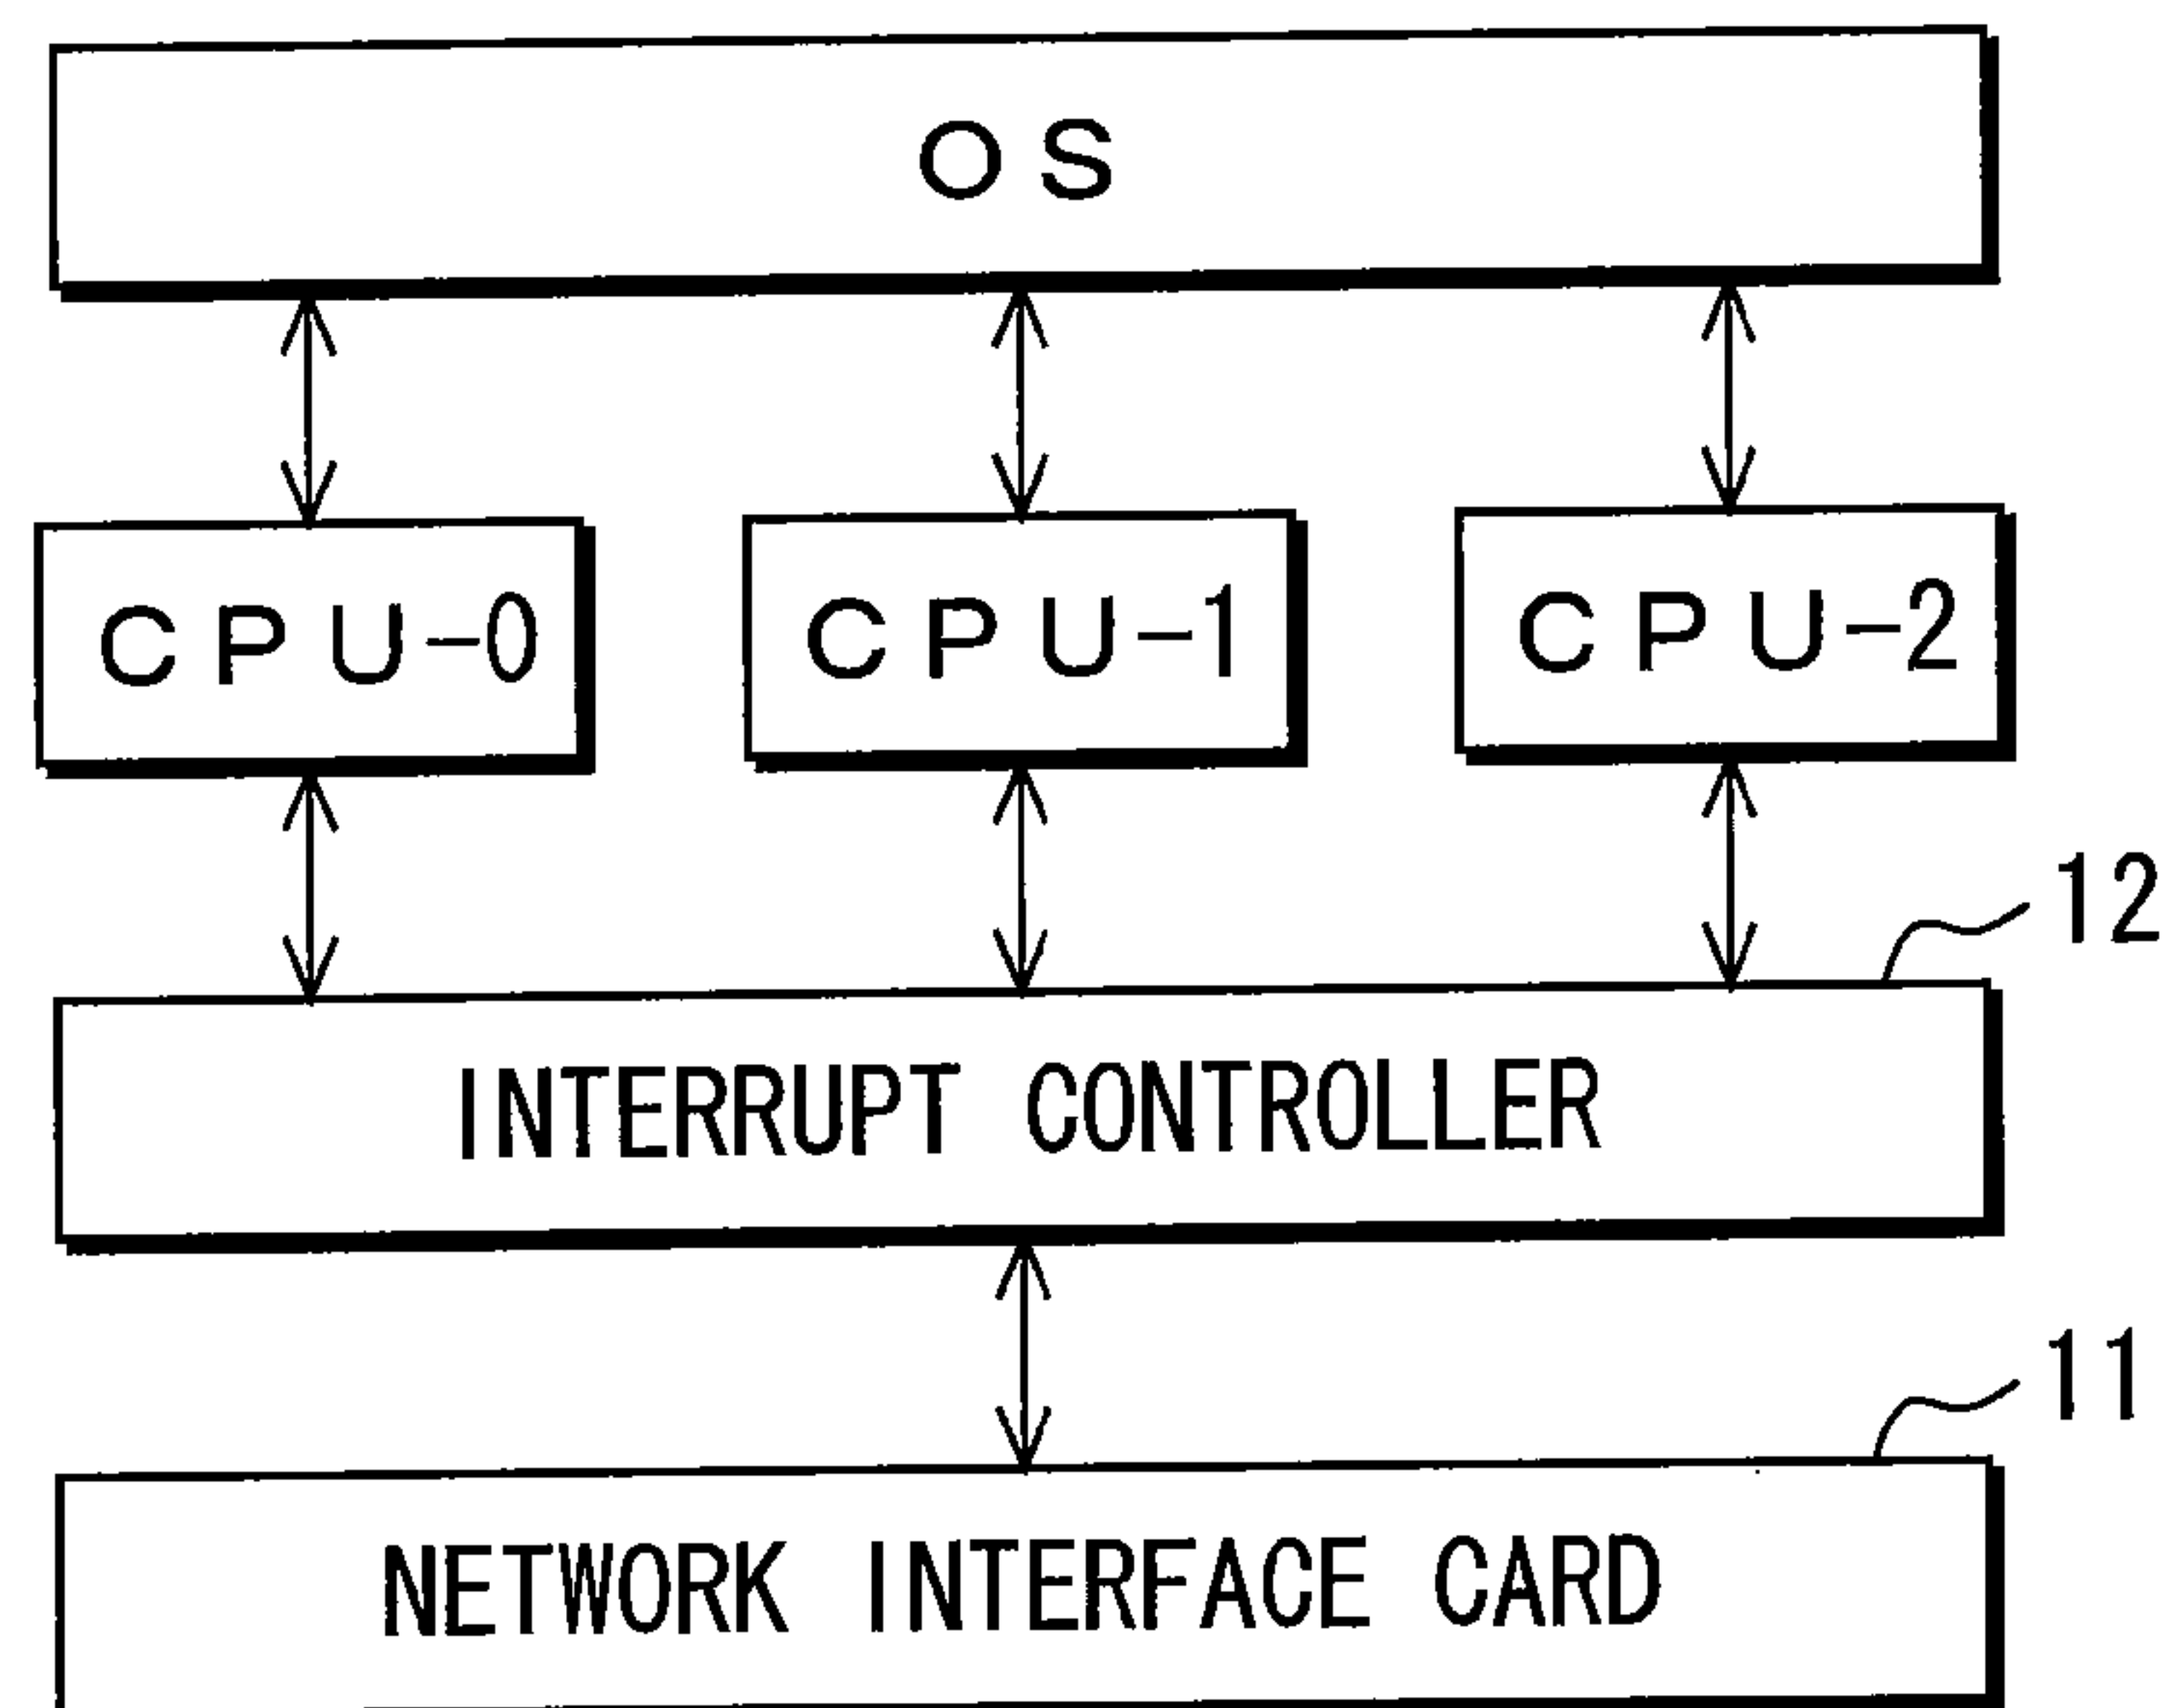 OS
CPU-0
CPU-1
CPU-2
12
INTERRUPT CONTROLLER
11
NETWORK INTERFACE CARD